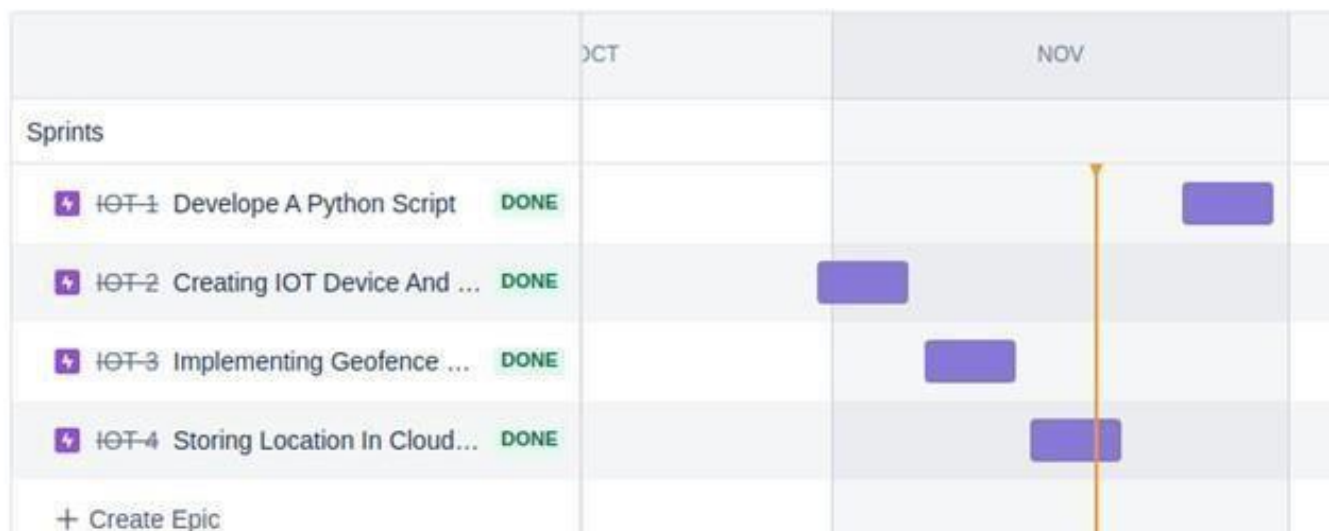 OCT NOV
Sprints
IOT-1 Develope A Python Script DONE
IOT-2 Creating IOT Device And ... DONE
IOT-3 Implementing Geofence ... DONE
IOT-4 Storing Location In Cloud... DONE
+ Create Epic